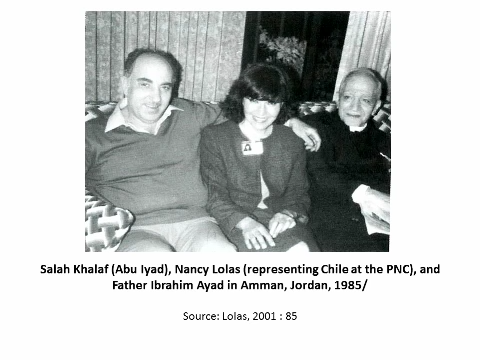 Salah Khalaf (Abu Iyad), Nancy Lolas (representing Chile at the PNC), and
Father Ibrahim Ayad in Amman, Jordan, 1985/
Source: Lolas, 2001 : 85